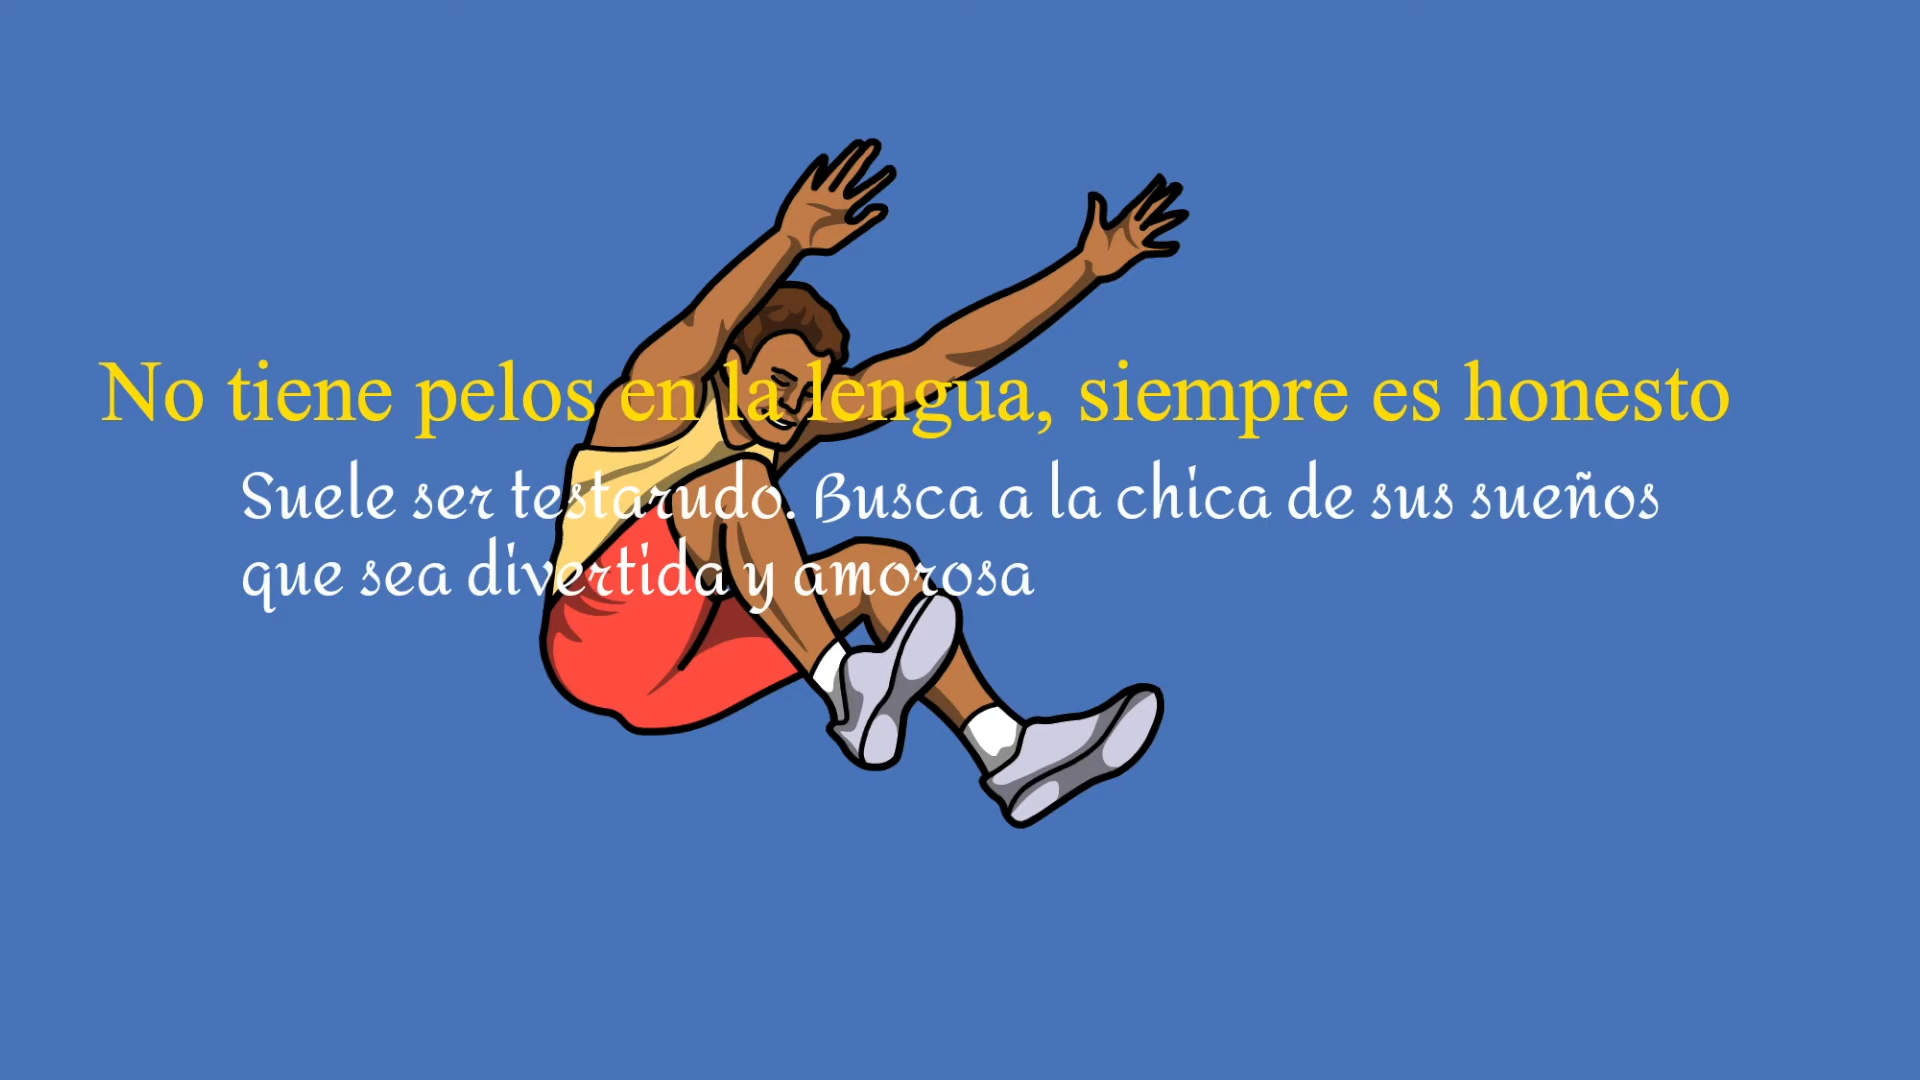 No tiene pelos en la lengua, siempre es honesto
Suele ser testarudo. Busca a la chica de sus sueños
que sea divertida y amorosa